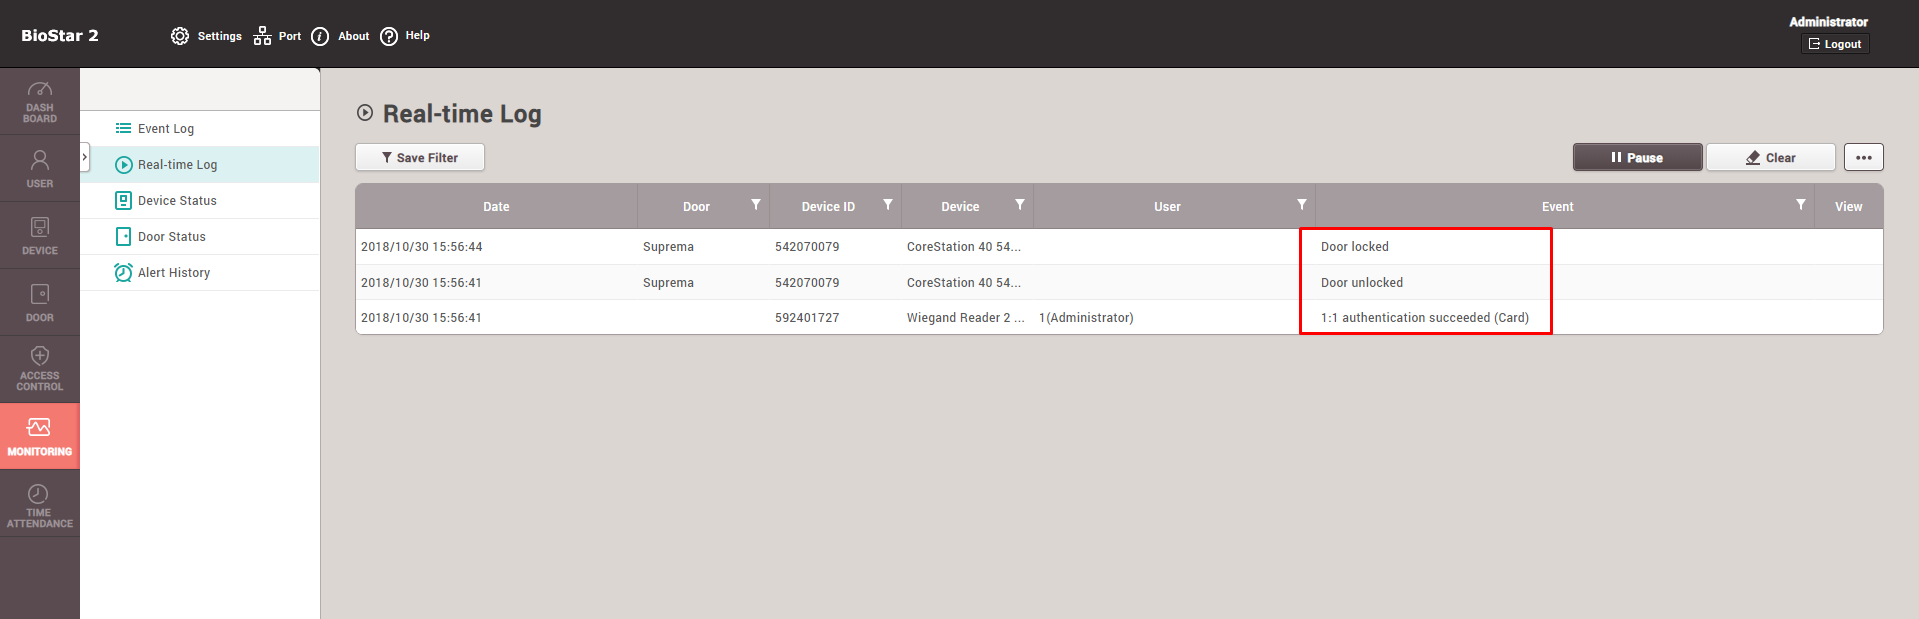 BioStar 2 Settings Port About Help Administrator
Logout
DASH
BOARD
USER
DEVICE
DOOR
ACCESS
CONTROL
MONITORING
TIME
ATTENDANCE
Event Log
Real-time Log
Device Status
Door Status
Alert History
Real-time Log
Save Filter Pause Clear
Date Door Device ID Device User Event View
2018/10/30 15:56:44 Suprema 542070079 CoreStation 40 54... Door locked
2018/10/30 15:56:41 Suprema 542070079 CoreStation 40 54... Door unlocked
2018/10/30 15:56:41 592401727 Wiegand Reader 2 ... 1(Administrator) 1:1 authentication succeeded (Card)